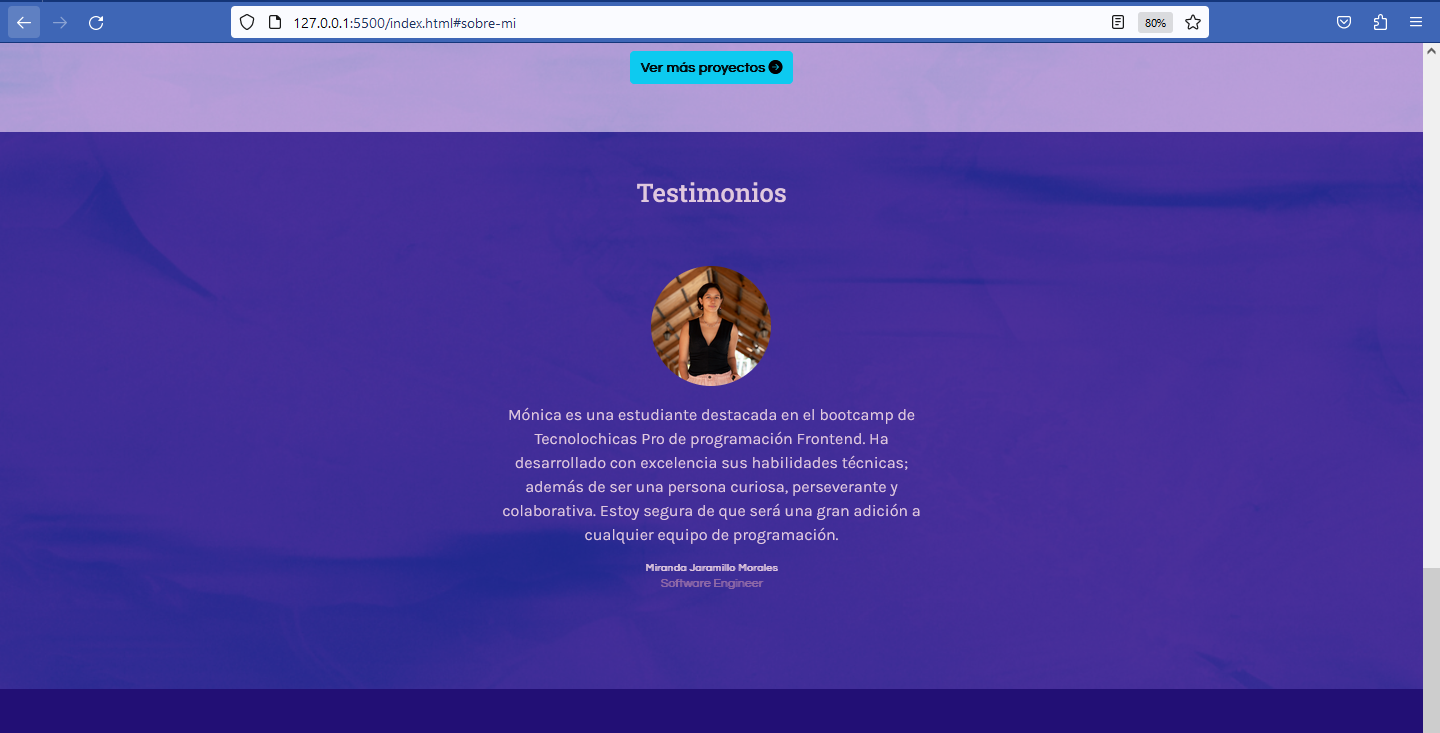 127.0.0.1:5500/index.html#sobre-mi
80%
Ver más proyectos
Testimonios
Mónica es una estudiante destacada en el bootcamp de
Tecnolochicas Pro de programación Frontend. Ha
desarrollado con excelencia sus habilidades técnicas;
además de ser una persona curiosa, perseverante y
colaborativa. Estoy segura de que será una gran adición a
cualquier equipo de programación.
Miranda Jaramillo Morales
Software Engineer